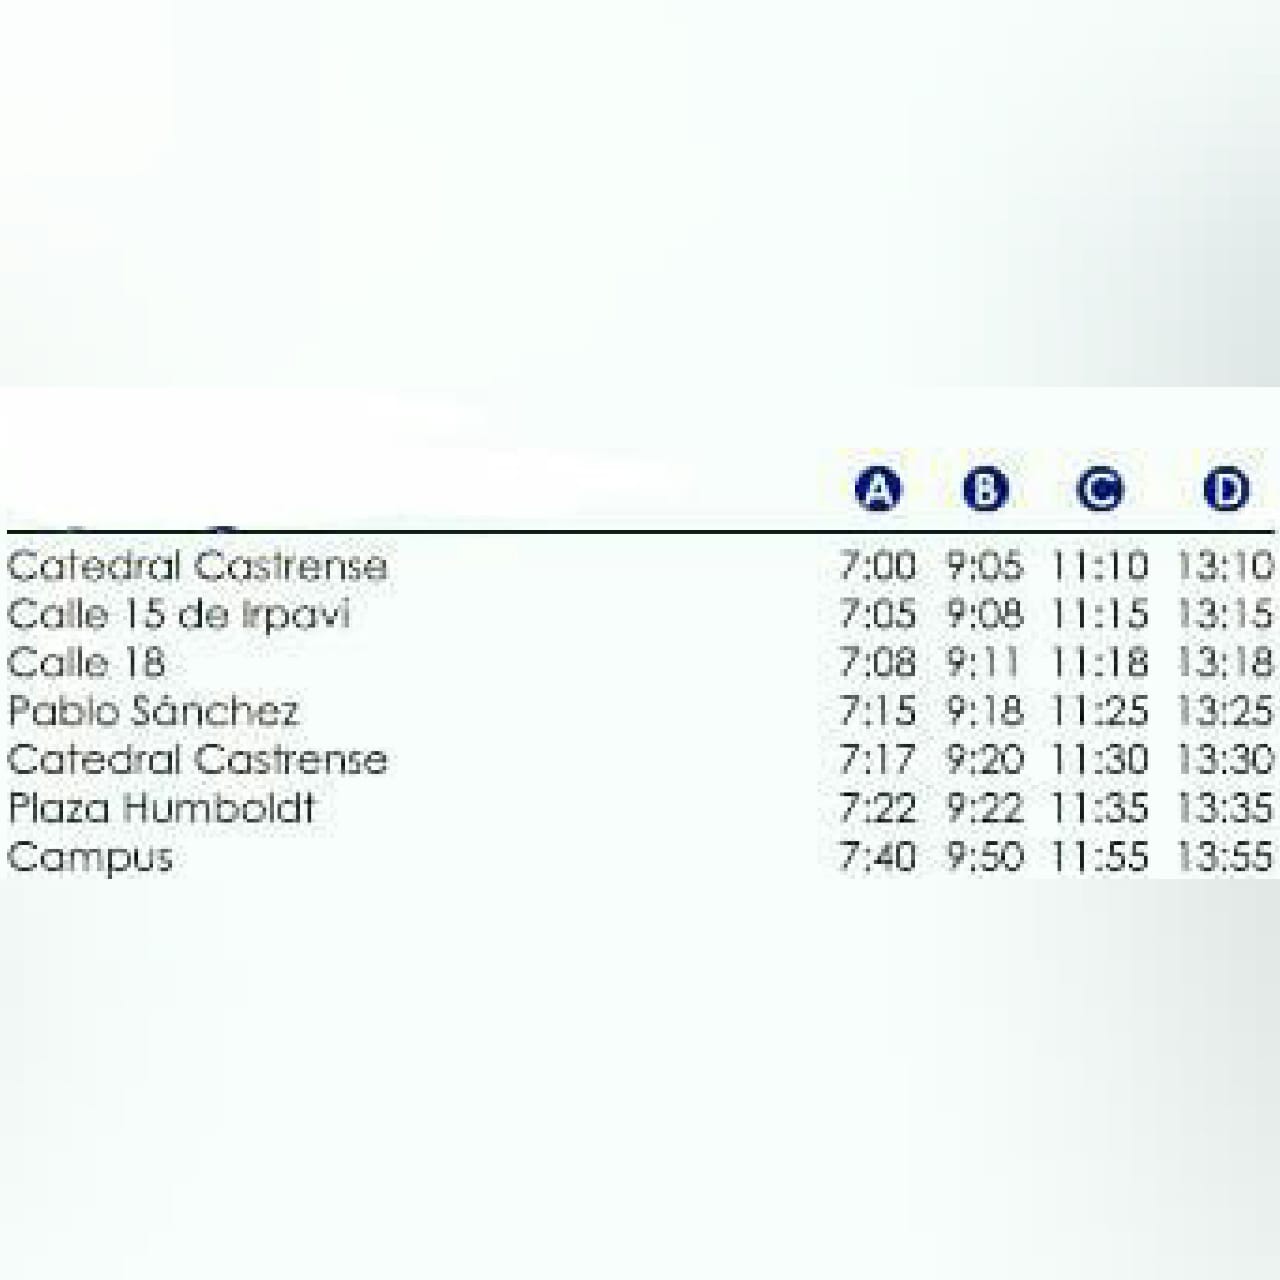 A B C D
Catedral Castrense 7:00 9:05 11:10 13:10
Calle 15 de Irpavi 7:05 9:08 11:15 13:15
Calle 18 7:08 9:11 11:18 13:18
Pablo Sánchez 7:15 9:18 11:25 13:25
Catedral Castrense 7:17 9:20 11:30 13:30
Plaza Humboldt 7:22 9:22 11:35 13:35
Campus 7:40 9:50 11:55 13:55